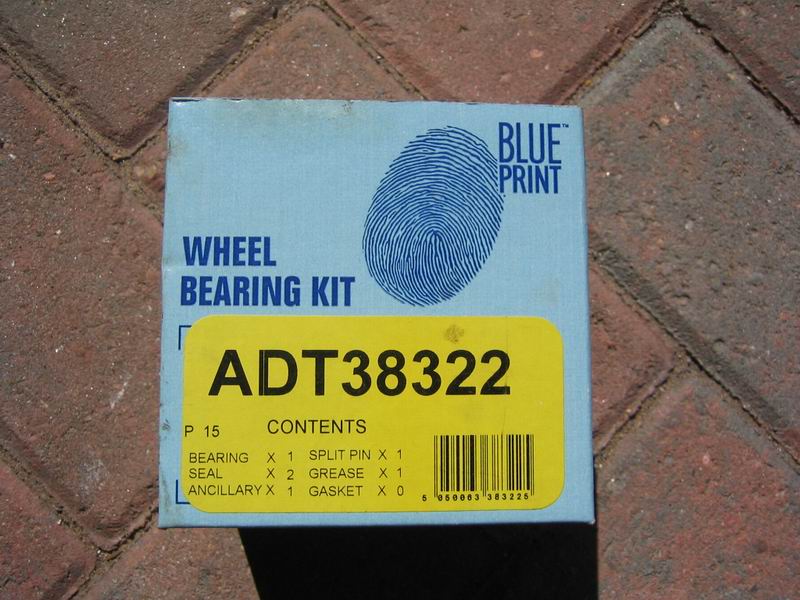 BLUE™
PRINT
WHEEL
BEARING KIT
ADT38322
P 15 CONTENTS
BEARING X 1 SPLIT PIN X 1
SEAL X 2 GREASE X 1
ANCILLARY X 1 GASKET X 0
5 050063 383225